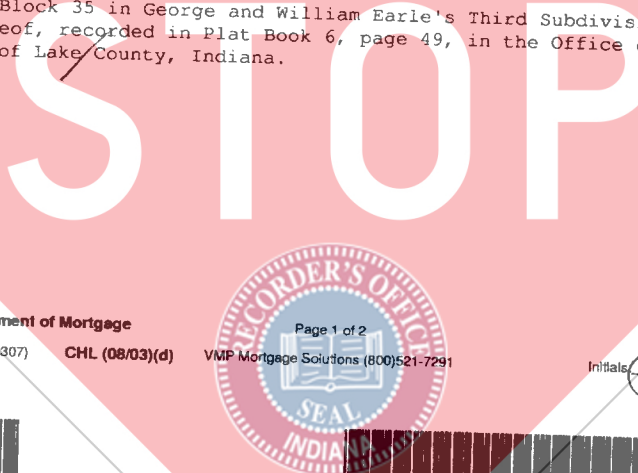 Block 35 in George and William Earle's Third Subdivis
eof, recorded in Plat Book 6, page 49, in the Office
of Lake County, Indiana.
STOP
RECORDER'S OFFICE
ment of Mortgage
Page 1 of 2
307) CHL (08/03)(d) VMP Mortgage Solutions (800)521-7291
Initials
SEAL
INDIANA